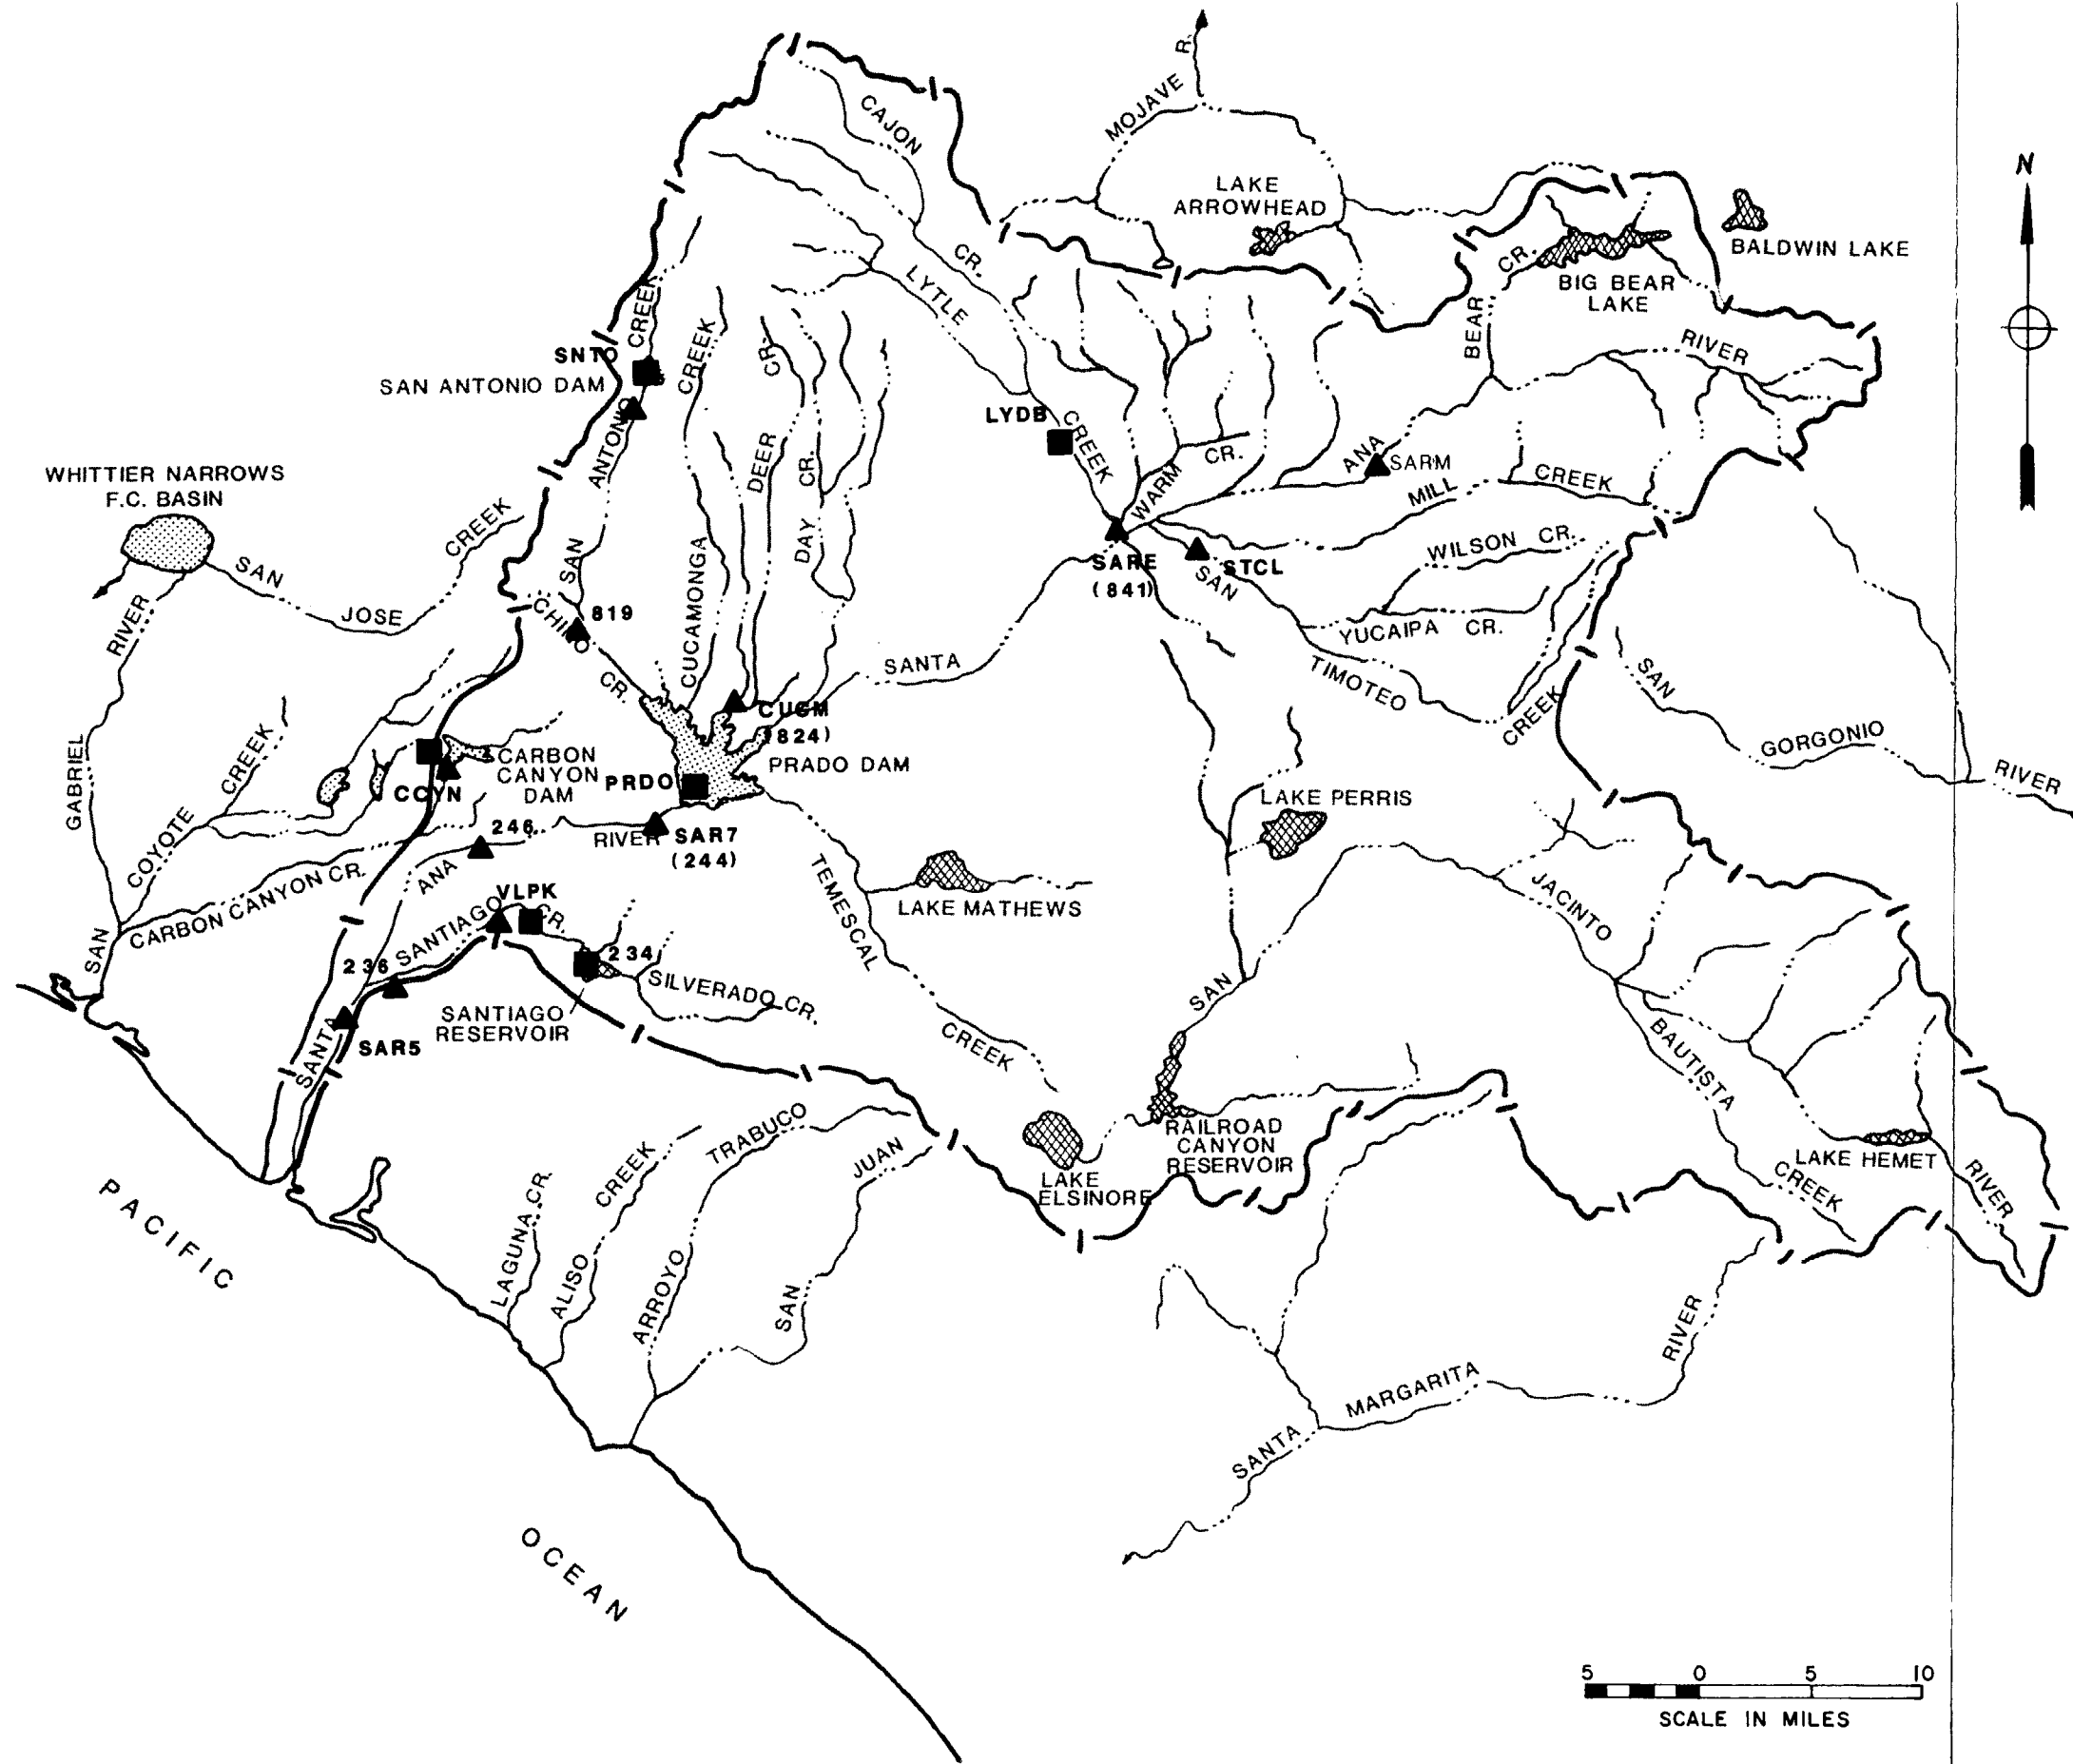 MOJAVE R.
CAJON
CR.
LYTLE
CREEK
LAKE
ARROWHEAD
BEAR CR.
BIG BEAR
LAKE
BALDWIN LAKE
N
RIVER
SNTO
SAN ANTONIO DAM
SAN ANTONIO CREEK
CUCAMONGA CREEK
DEER CR.
DAY CR.
LYDB
WARM CR.
ANA
SARM
MILL CREEK
WILSON CR.
YUCAIPA CR.
SARE
(841)
STCL
SAN TIMOTEO CREEK
WHITTIER NARROWS
F.C. BASIN
SAN JOSE CREEK
SAN GABRIEL RIVER
COYOTE CREEK
CHINO CR.
819
SANTA
CUCM
(824)
PRADO DAM
PRDO
CARBON
CANYON
DAM
CCYN
CARBON CANYON CR.
246
RIVER
SAR7
(244)
ANA
VLPK
SANTIAGO CR.
236
234
SILVERADO CR.
SANTIAGO
RESERVOIR
SANTA
SAR5
TEMESCAL
CREEK
LAKE MATHEWS
LAKE PERRIS
SAN GORGONIO RIVER
SAN
JACINTO
RIVER
BAUTISTA
CREEK
LAKE HEMET
RAILROAD
CANYON
RESERVOIR
LAKE
ELSINORE
LAGUNA CR.
ALISO CREEK
ARROYO TRABUCO
SAN JUAN
SANTA MARGARITA RIVER
PACIFIC
OCEAN
5 0 5 10
SCALE IN MILES